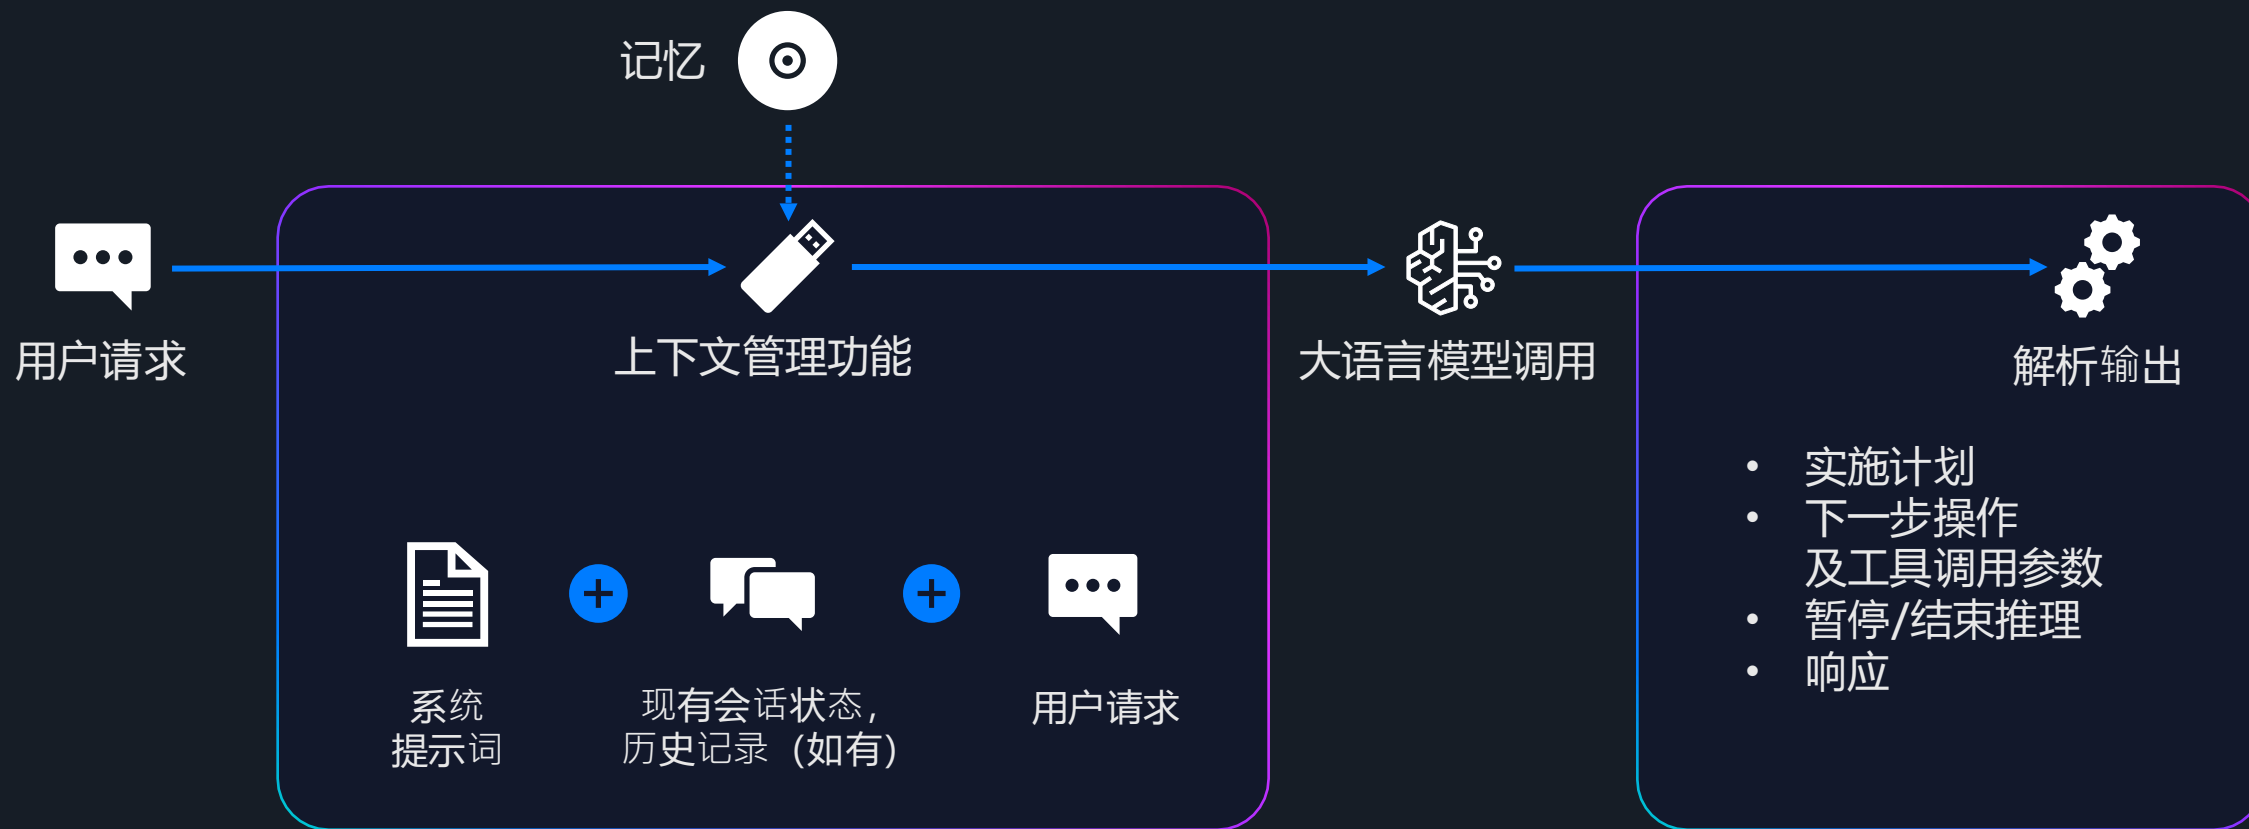 记忆
用户请求
上下文管理功能
大语言模型调用
解析输出
• 实施计划
• 下一步操作
及工具调用参数
• 暂停/结束推理
• 响应
系统
提示词
现有会话状态，
历史记录（如有）
用户请求